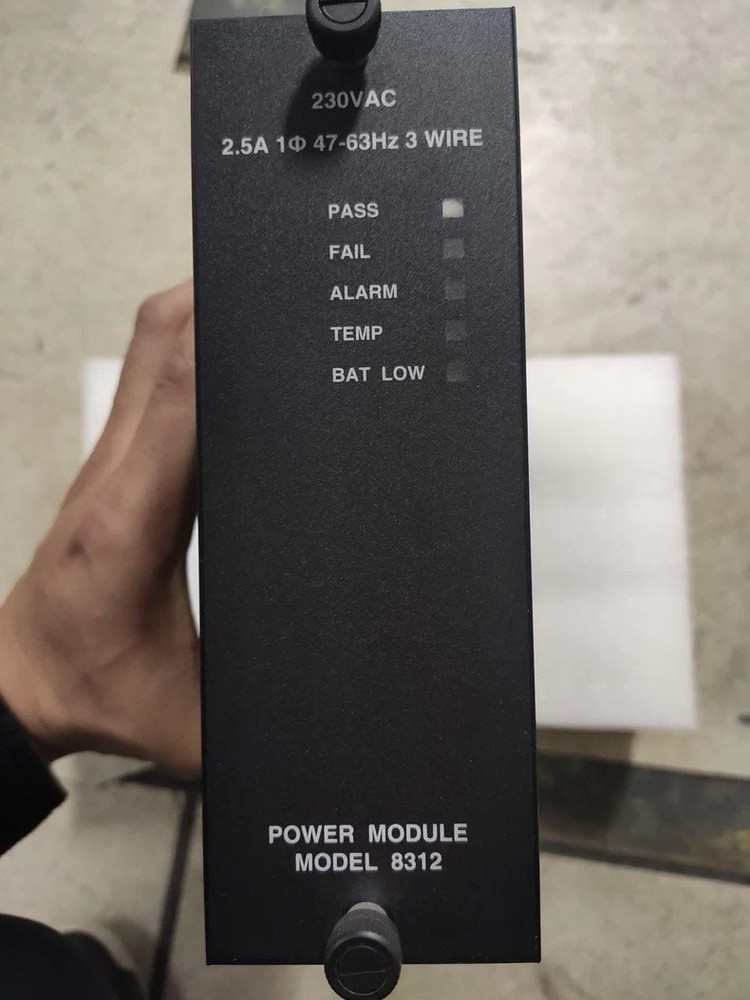 230VAC
2.5A 1Φ 47-63Hz 3 WIRE
PASS
FAIL
ALARM
TEMP
BAT LOW
POWER MODULE
MODEL 8312